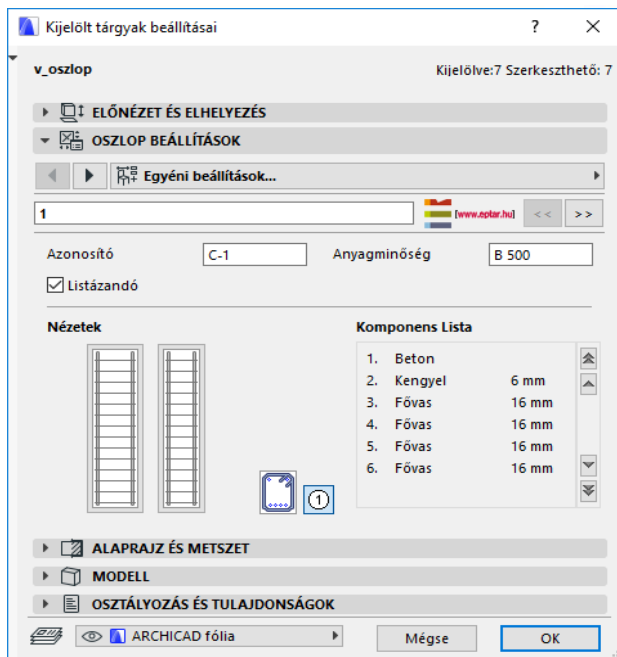 Kijelölt tárgyak beállításai
v_oszlop Kijelölve:7 Szerkeszthető: 7
ELŐNÉZET ÉS ELHELYEZÉS
OSZLOP BEÁLLÍTÁSOK
Egyéni beállítások...
1 [www.eptar.hu] << >>
Azonosító C-1 Anyagminőség B 500
Listázandó
Nézetek
Komponens Lista
1. Beton
2. Kengyel 6 mm
3. Fővas 16 mm
4. Fővas 16 mm
5. Fővas 16 mm
6. Fővas 16 mm
1
ALAPRAJZ ÉS METSZET
MODELL
OSZTÁLYOZÁS ÉS TULAJDONSÁGOK
ARCHICAD fólia Mégse OK